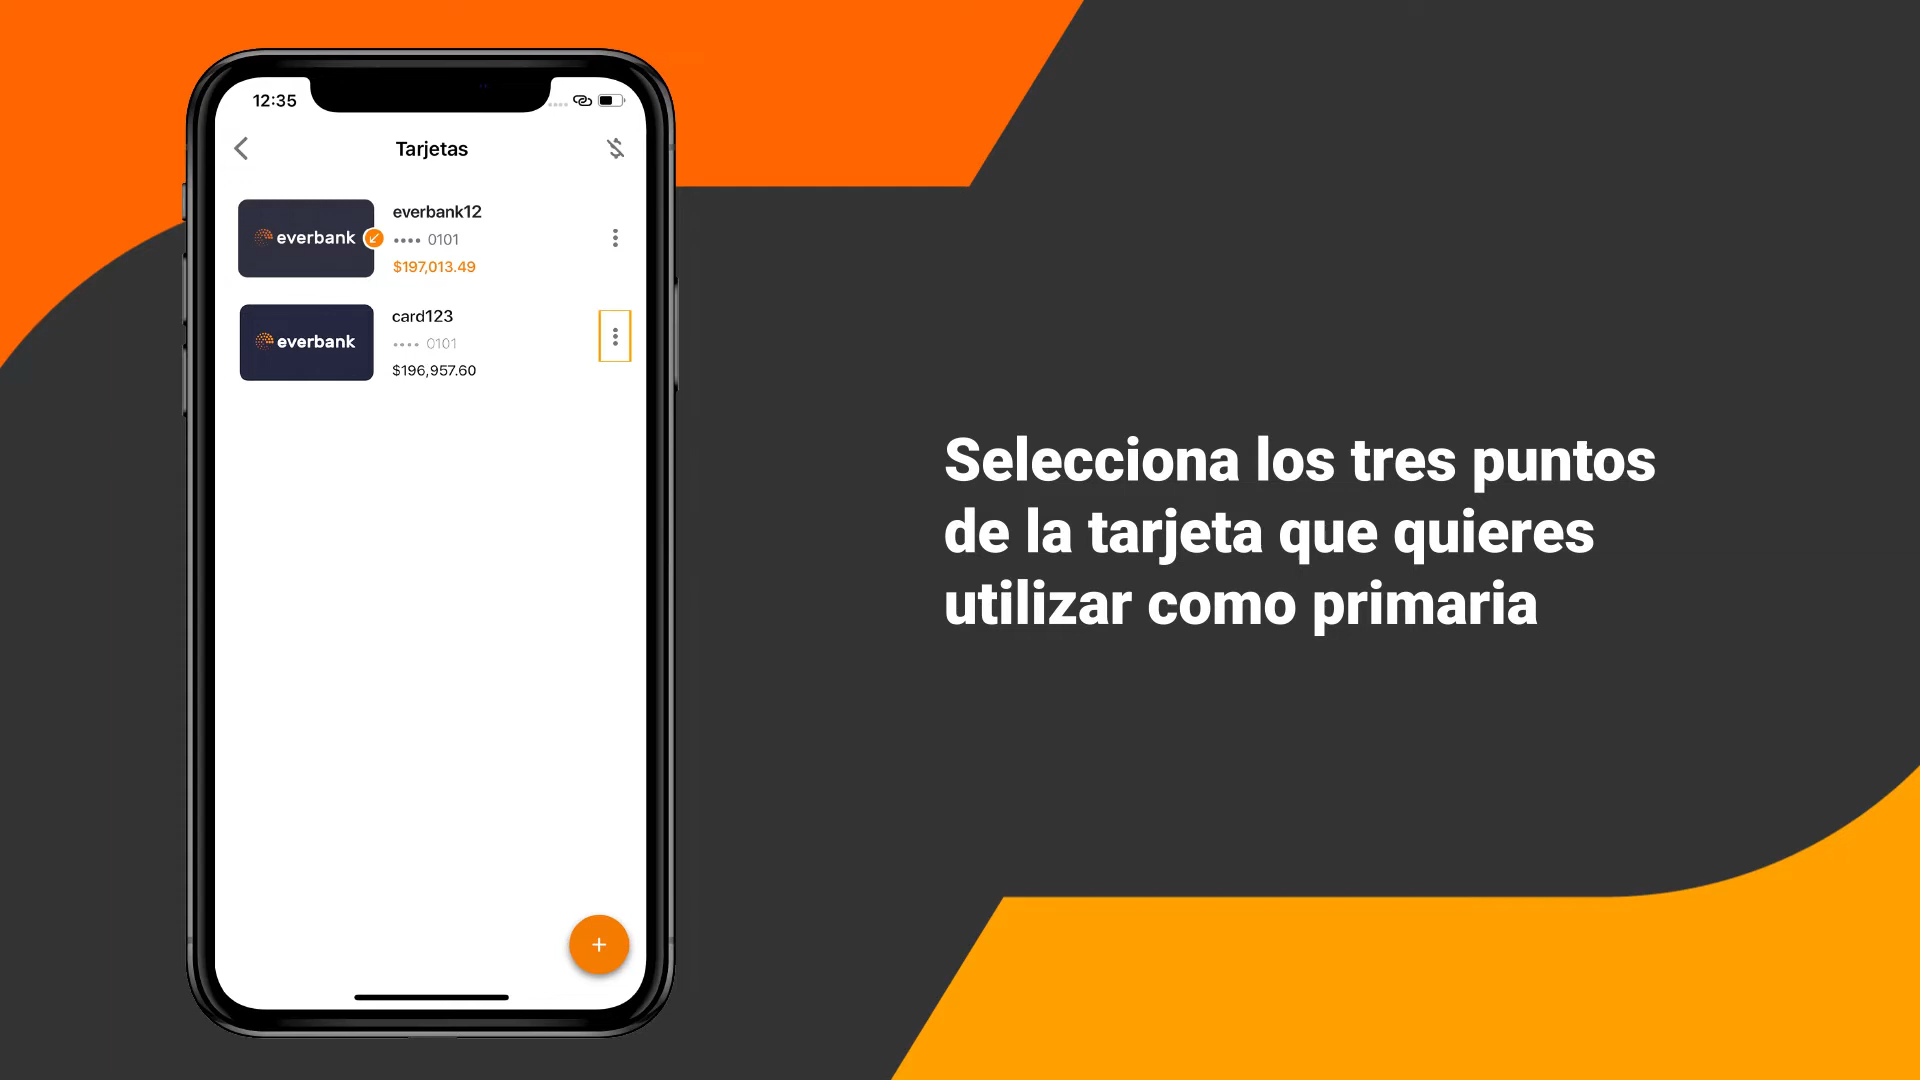 12:35
Tarjetas
everbank
everbank12
•••• 0101
$197,013.49
everbank
card123
•••• 0101
$196,957.60
+
Selecciona los tres puntos
de la tarjeta que quieres
utilizar como primaria